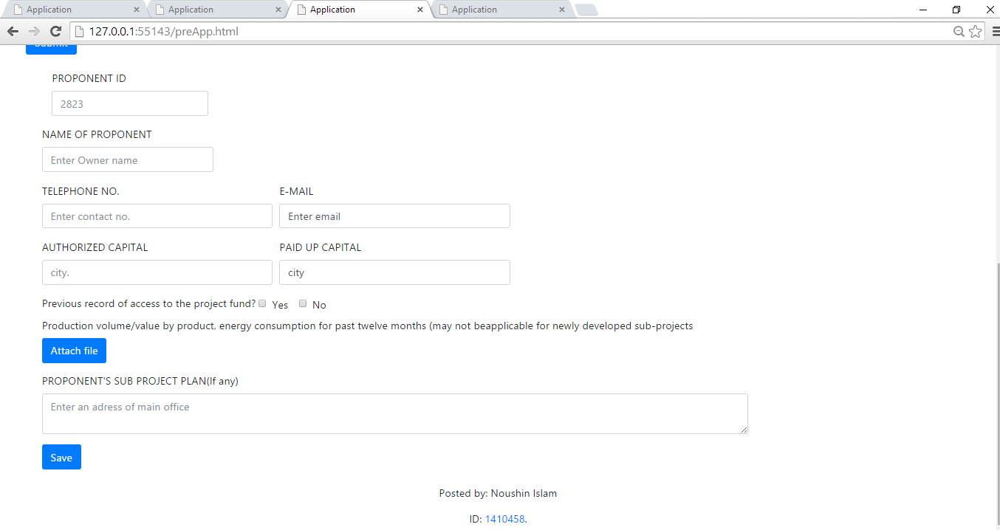 Application Application Application Application
127.0.0.1:55143/preApp.html
Submit
PROPONENT ID
2823
NAME OF PROPONENT
Enter Owner name
TELEPHONE NO. E-MAIL
Enter contact no. Enter email
AUTHORIZED CAPITAL PAID UP CAPITAL
city. city
Previous record of access to the project fund? Yes No
Production volume/value by product, energy consumption for past twelve months (may not beapplicable for newly developed sub-projects
Attach file
PROPONENT'S SUB PROJECT PLAN(If any)
Enter an adress of main office
Save
Posted by: Noushin Islam
ID: 1410458.